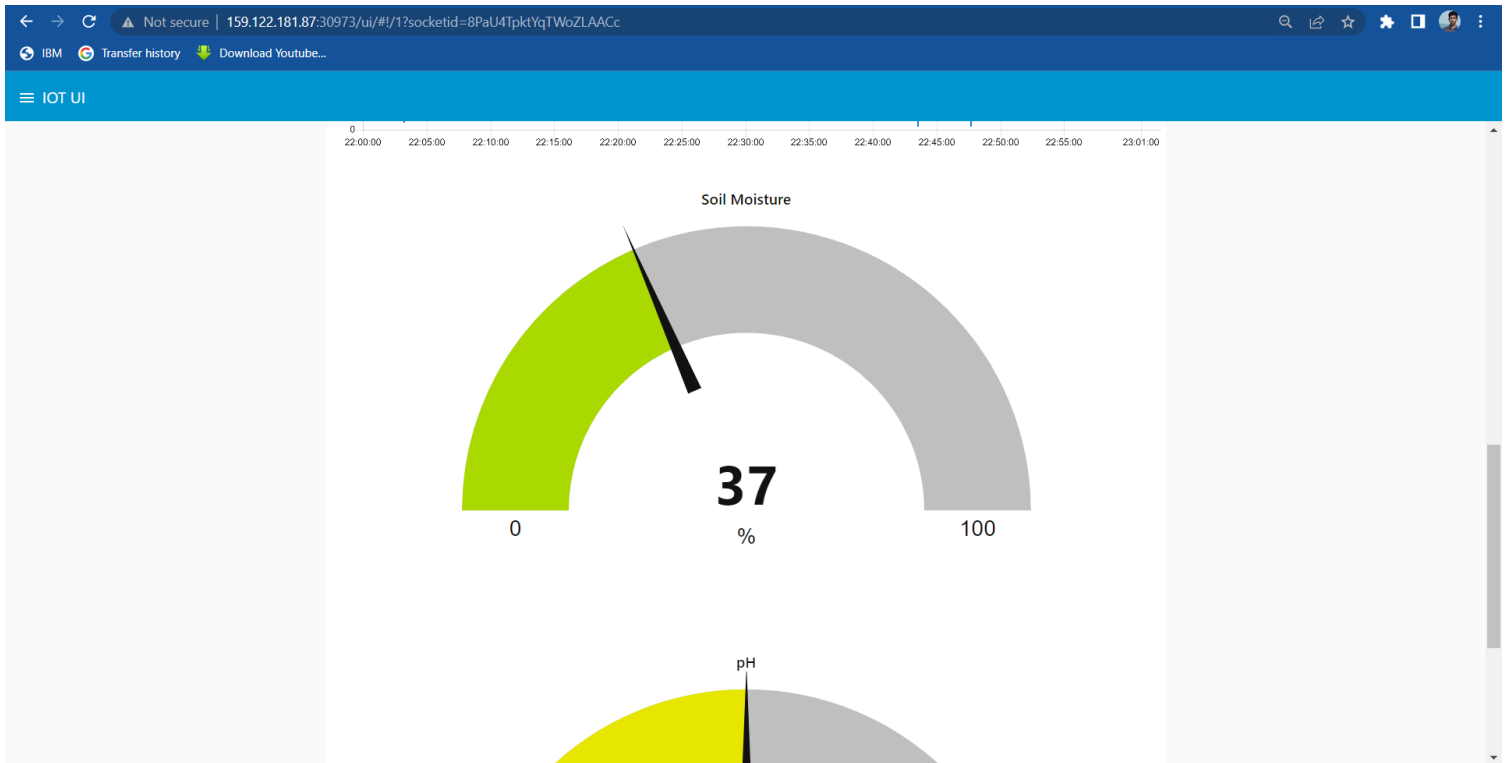 Not secure | 159.122.181.87:30973/ui/#!/1?socketid=8PaU4TpktYqTWoZLAACc
IBM Transfer history Download Youtube...
IOT UI
0
22:00:00 22:05:00 22:10:00 22:15:00 22:20:00 22:25:00 22:30:00 22:35:00 22:40:00 22:45:00 22:50:00 22:55:00 23:01:00
Soil Moisture
37
0 100
%
pH